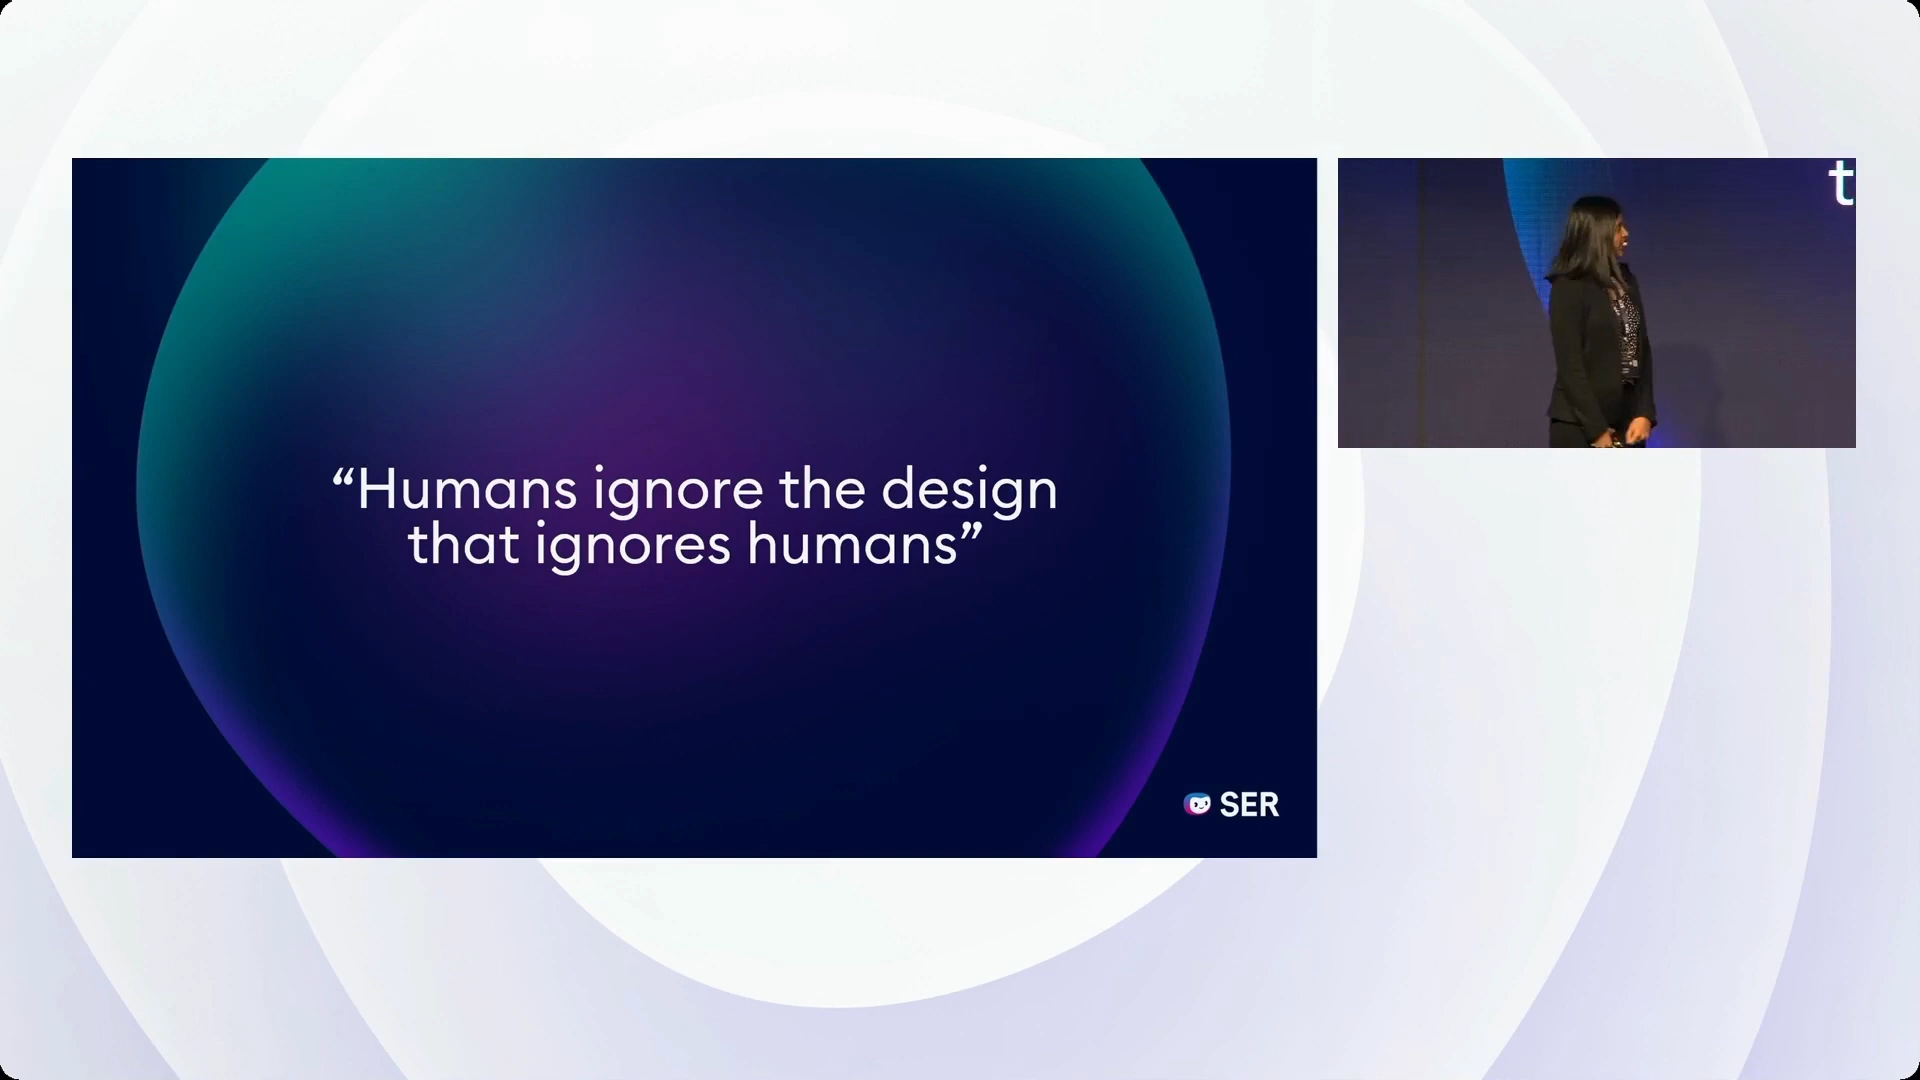 “Humans ignore the design
that ignores humans”
SER
t